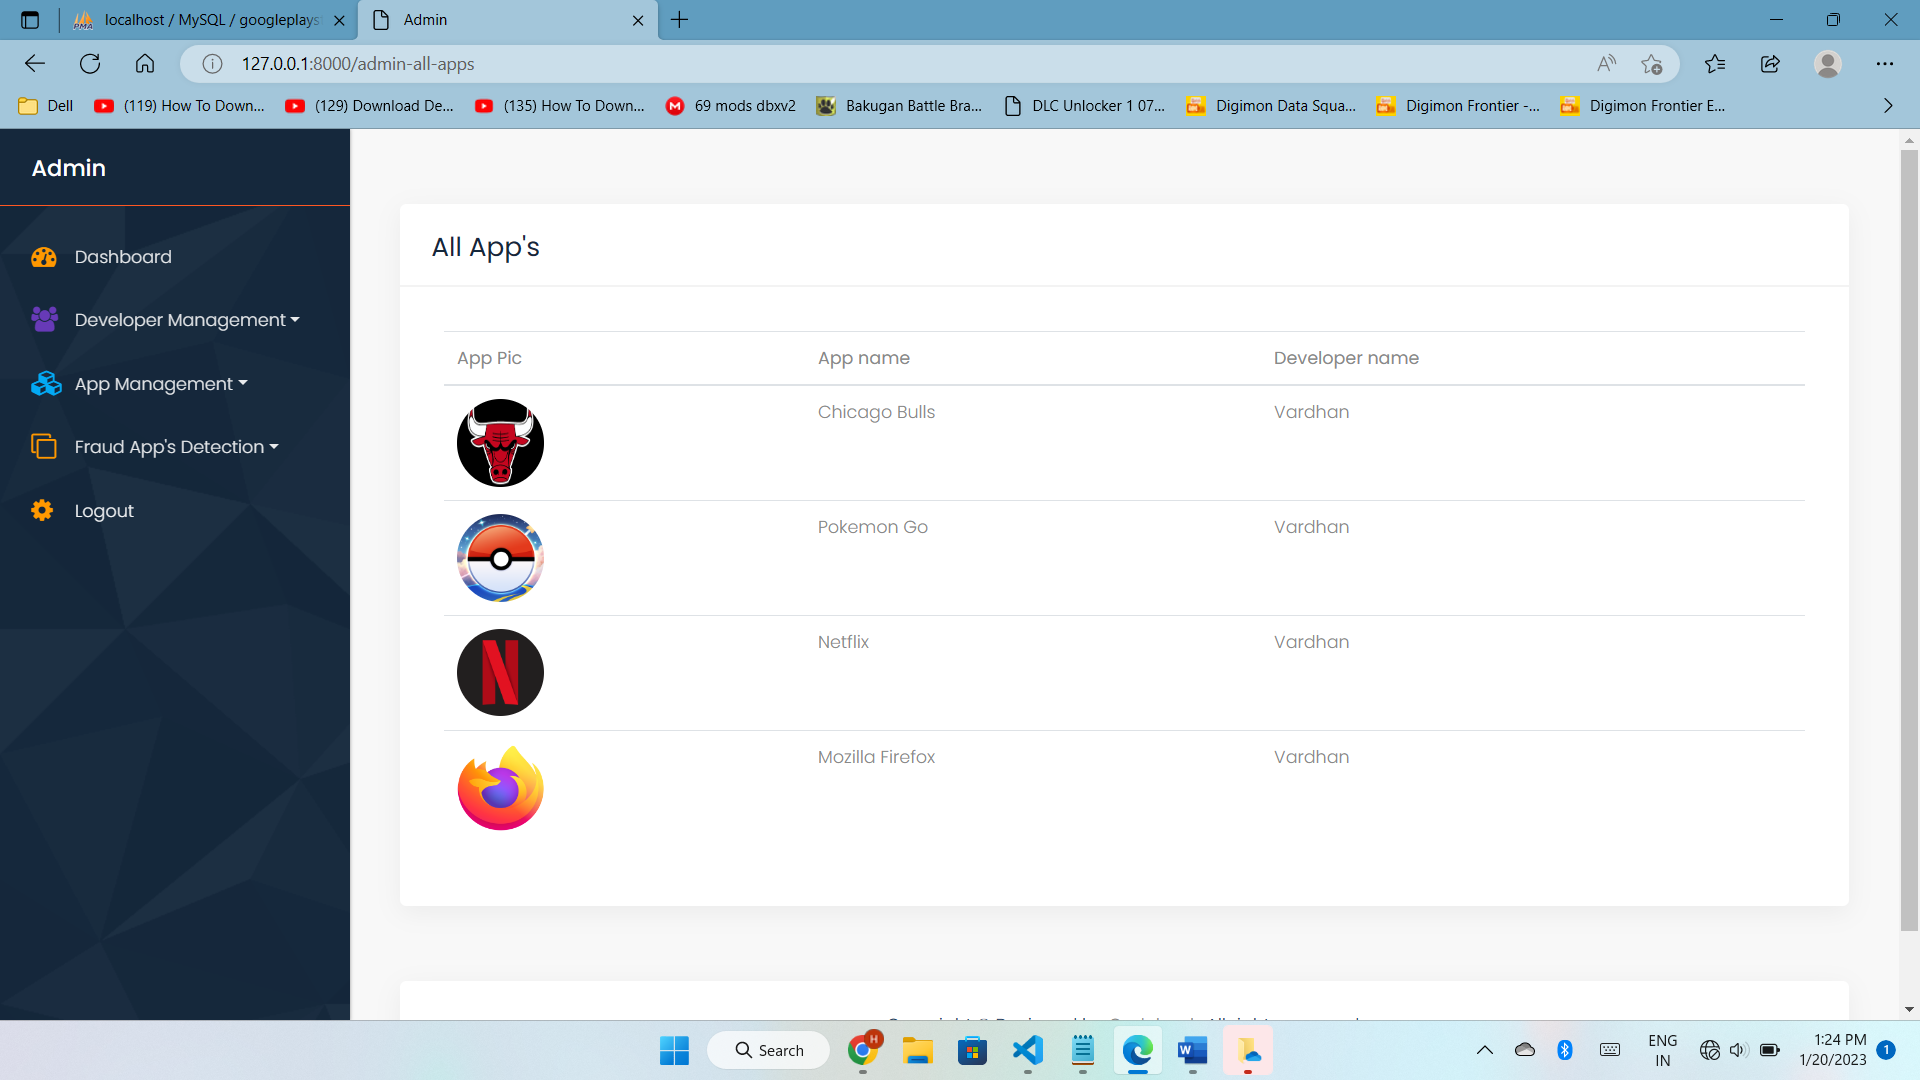 localhost / MySQL / googleplays
Admin
127.0.0.1:8000/admin-all-apps
Dell
(119) How To Down...
(129) Download De...
(135) How To Down...
69 mods dbxv2
Bakugan Battle Bra...
DLC Unlocker 1 07...
Digimon Data Squa...
Digimon Frontier -...
Digimon Frontier E...
Admin
Dashboard
Developer Management
App Management
Fraud App's Detection
Logout
All App's
App Pic App name Developer name
Chicago Bulls Vardhan
Pokemon Go Vardhan
Netflix Vardhan
Mozilla Firefox Vardhan
Search
H
ENG
IN
1:24 PM
1/20/2023
1